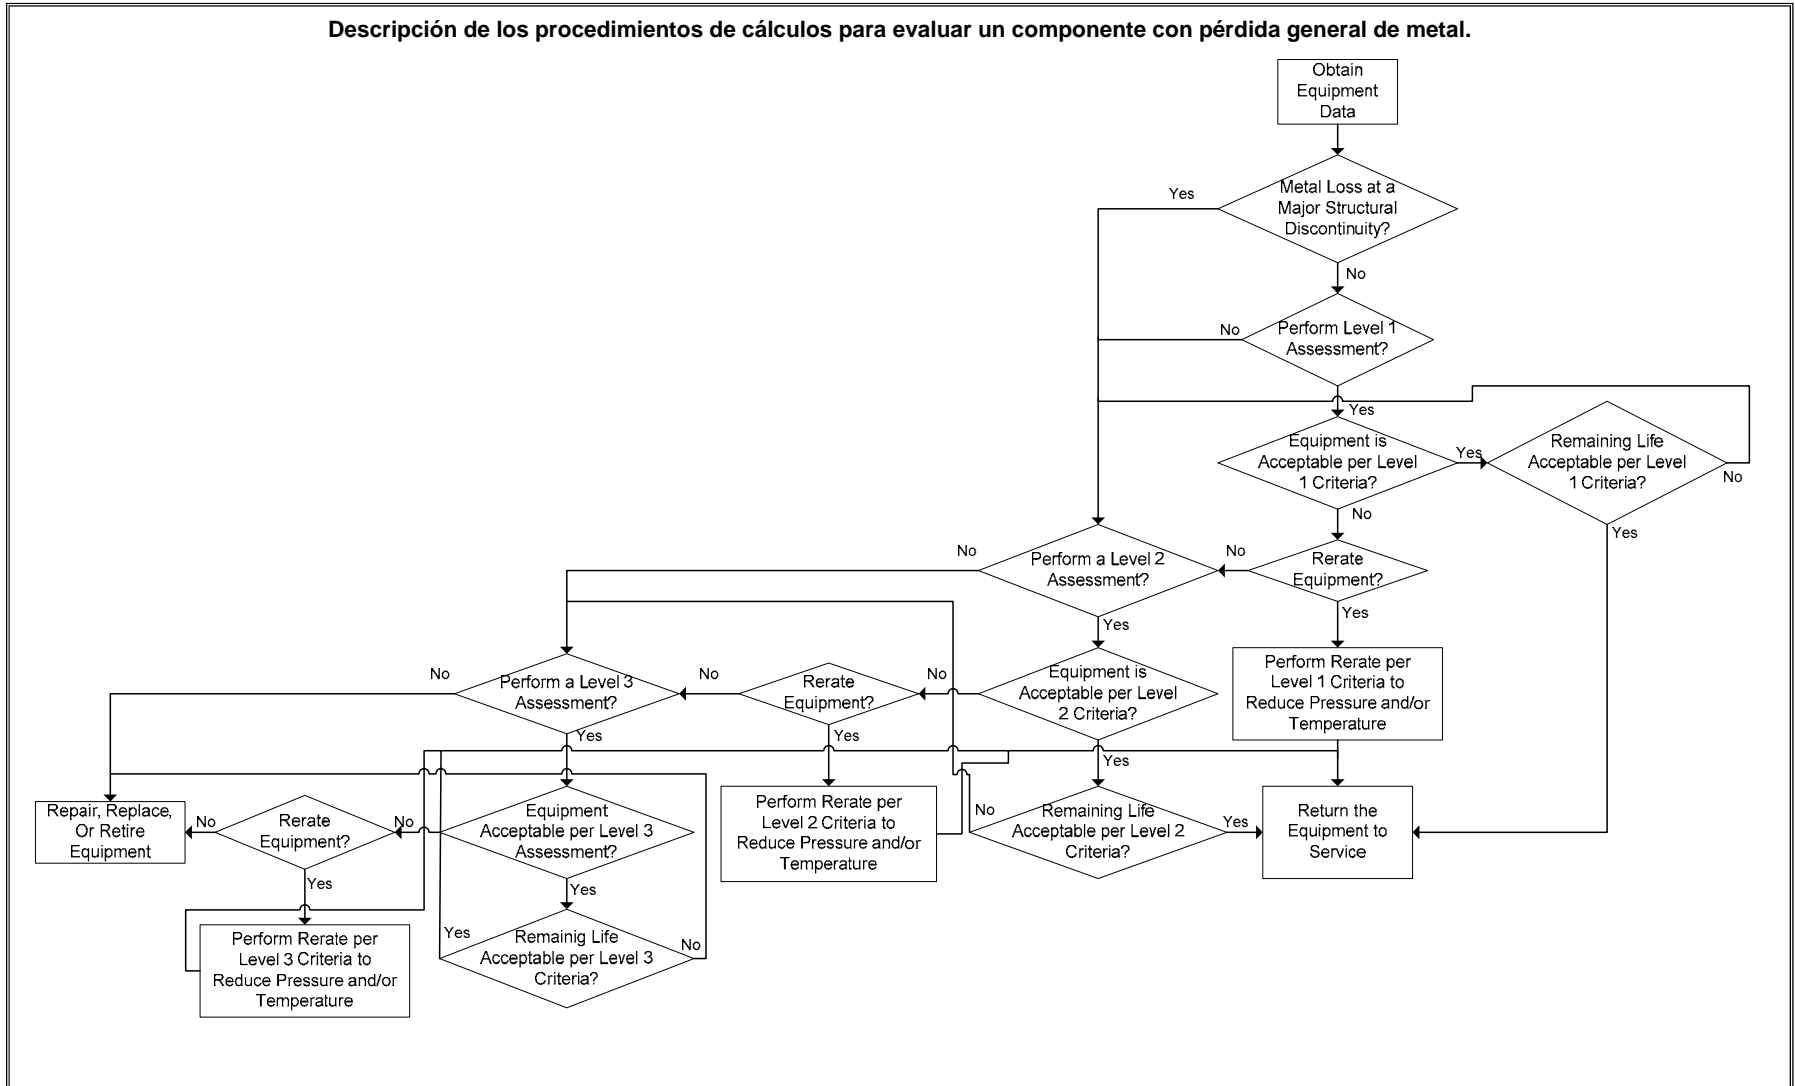 Descripción de los procedimientos de cálculos para evaluar un componente con pérdida general de metal.
Obtain
Equipment
Data
Metal Loss at a
Major Structural
Discontinuity?
Yes
No
Perform Level 1
Assessment?
No
Yes
Equipment is
Acceptable per Level
1 Criteria?
Yes
No
Remaining Life
Acceptable per Level
1 Criteria?
No
Yes
Rerate
Equipment?
No
Yes
Perform a Level 2
Assessment?
No
Yes
Perform Rerate per
Level 1 Criteria to
Reduce Pressure and/or
Temperature
Equipment is
Acceptable per Level
2 Criteria?
No
Yes
Rerate
Equipment?
No
Yes
Perform a Level 3
Assessment?
No
Yes
Perform Rerate per
Level 2 Criteria to
Reduce Pressure and/or
Temperature
Remaining Life
Acceptable per Level 2
Criteria?
No
Yes
Return the
Equipment to
Service
Equipment
Acceptable per Level 3
Assessment?
No
Yes
Rerate
Equipment?
No
Yes
Repair, Replace,
Or Retire
Equipment
Perform Rerate per
Level 3 Criteria to
Reduce Pressure and/or
Temperature
Remainig Life
Acceptable per Level 3
Criteria?
Yes
No